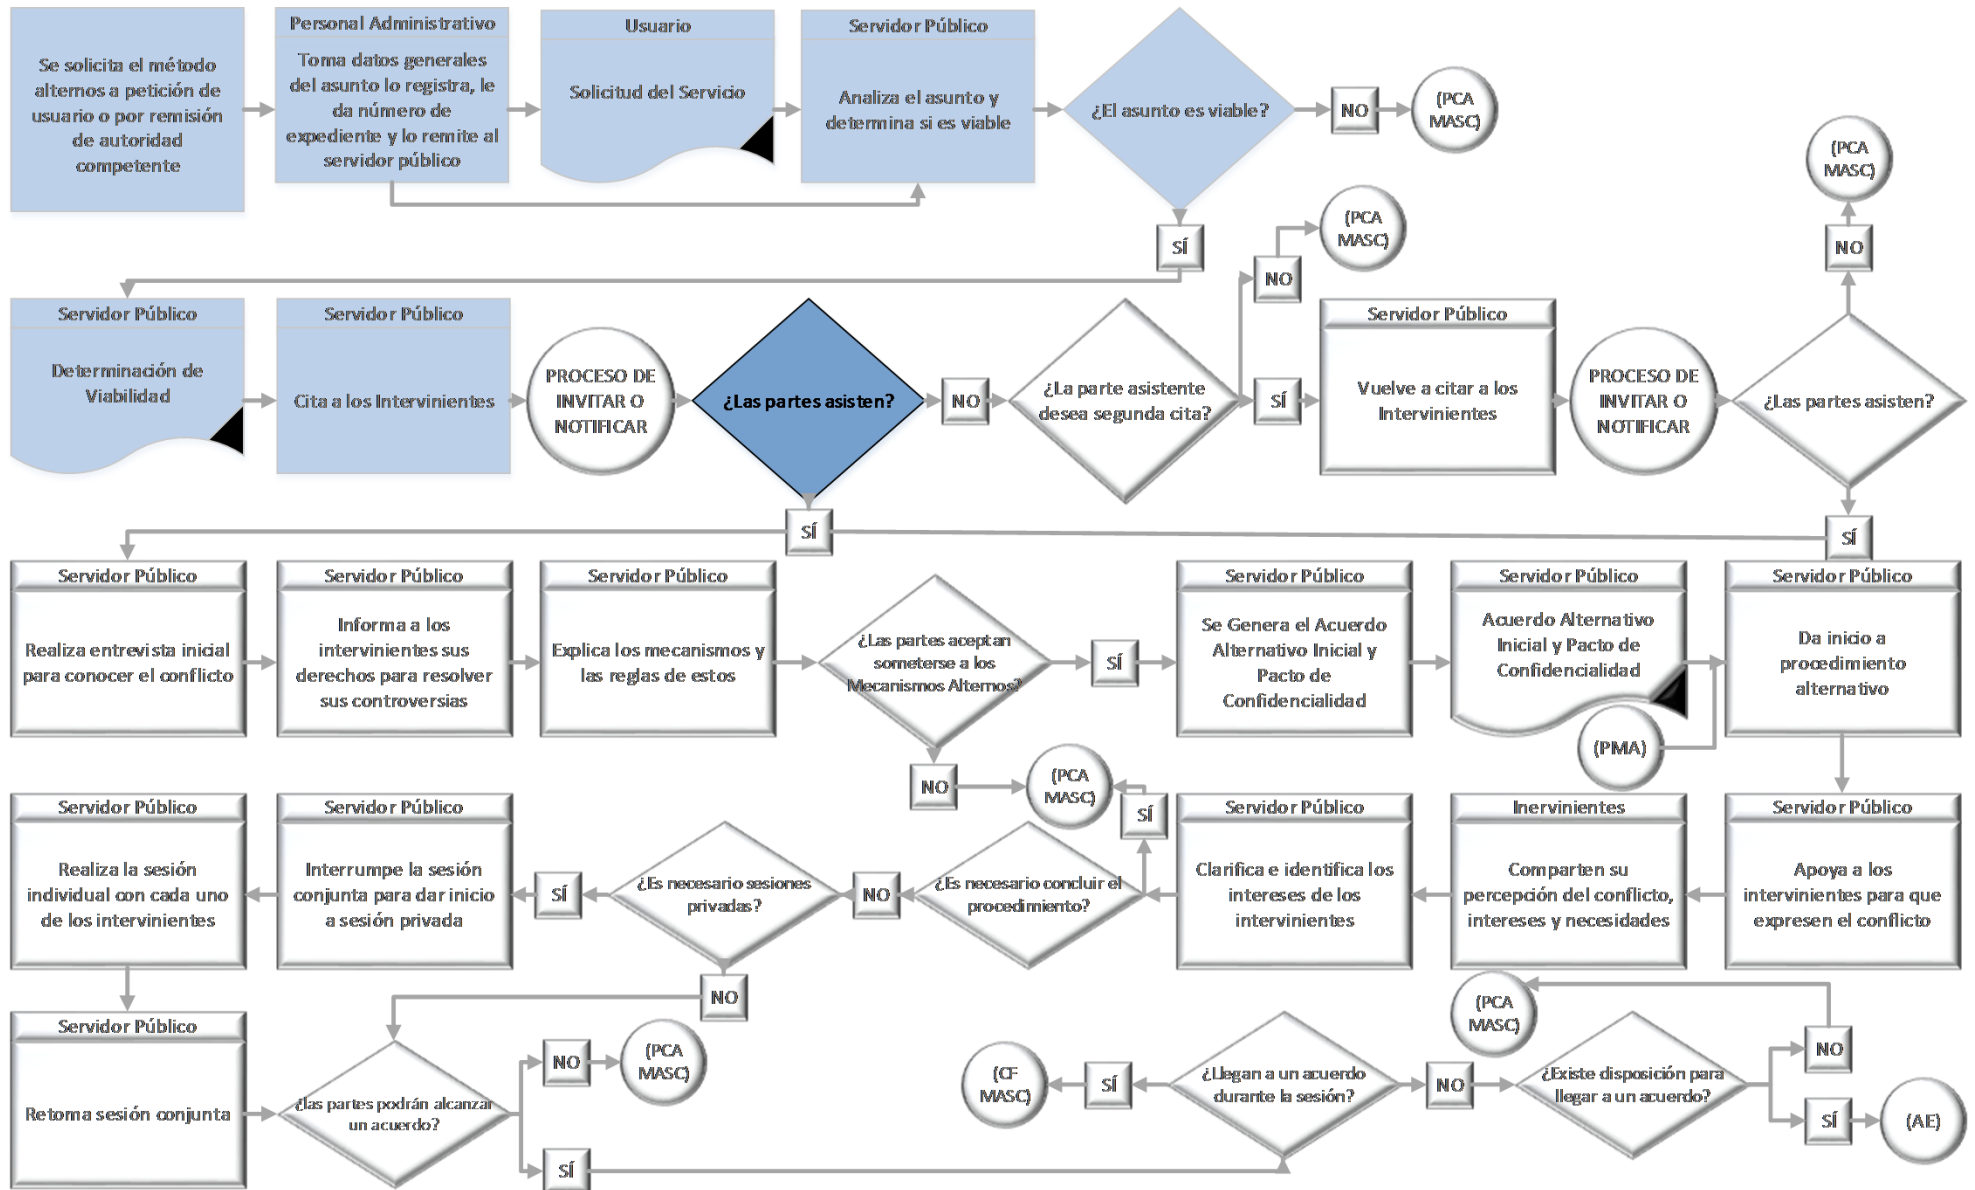 Se solicita el método
alternos a petición de
usuario o por remisión
de autoridad
competente
Personal Administrativo
Toma datos generales
del asunto lo registra, le
da número de
expediente y lo remite al
servidor público
Usuario
Solicitud del Servicio
Servidor Público
Analiza el asunto y
determina si es viable
¿El asunto es viable?
NO
(PCA
MASC)
SÍ
Servidor Público
Determinación de
Viabilidad
Servidor Público
Cita a los Intervinientes
PROCESO DE
INVITAR O
NOTIFICAR
¿Las partes asisten?
NO
¿La parte asistente
desea segunda cita?
NO
(PCA
MASC)
SÍ
Servidor Público
Vuelve a citar a los
Intervinientes
PROCESO DE
INVITAR O
NOTIFICAR
¿Las partes asisten?
NO
(PCA
MASC)
SÍ
SÍ
Servidor Público
Realiza entrevista inicial
para conocer el conflicto
Servidor Público
Informa a los
intervinientes sus
derechos para resolver
sus controversias
Servidor Público
Explica los mecanismos y
las reglas de estos
¿Las partes aceptan
someterse a los
Mecanismos Alternos?
SÍ
NO
(PCA
MASC)
Servidor Público
Se Genera el Acuerdo
Alternativo Inicial y
Pacto de
Confidencialidad
Servidor Público
Acuerdo Alternativo
Inicial y Pacto de
Confidencialidad
(PMA)
Servidor Público
Da inicio a
procedimiento
alternativo
Servidor Público
Apoya a los
intervinientes para que
expresen el conflicto
Inervinientes
Comparten su
percepción del conflicto,
intereses y necesidades
Servidor Público
Clarifica e identifica los
intereses de los
intervinientes
SÍ
¿Es necesario concluir el
procedimiento?
NO
¿Es necesario sesiones
privadas?
SÍ
NO
Servidor Público
Interrumpe la sesión
conjunta para dar inicio
a sesión privada
Servidor Público
Realiza la sesión
individual con cada uno
de los intervinientes
Servidor Público
Retoma sesión conjunta
¿las partes podrán alcanzar
un acuerdo?
NO
(PCA
MASC)
SÍ
¿Llegan a un acuerdo
durante la sesión?
SÍ
(CF
MASC)
NO
¿Existe disposición para
llegar a un acuerdo?
NO
(PCA
MASC)
SÍ
(AE)